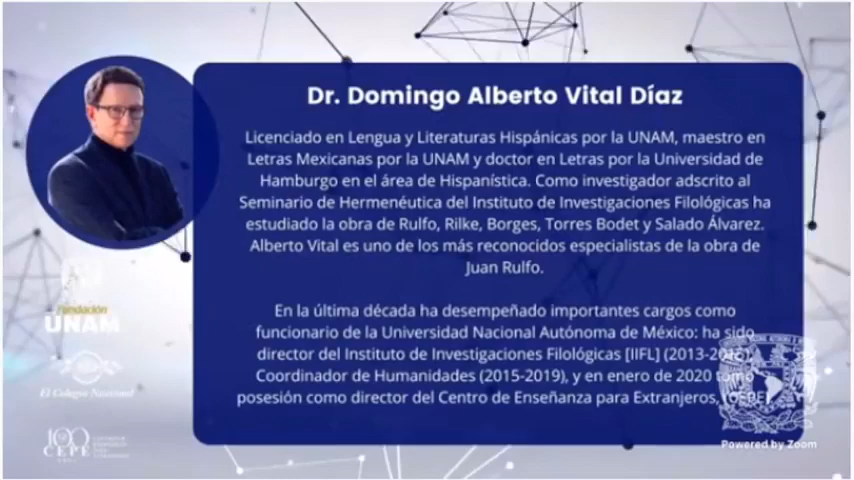 Dr. Domingo Alberto Vital Díaz
Licenciado en Lengua y Literaturas Hispánicas por la UNAM, maestro en
Letras Mexicanas por la UNAM y doctor en Letras por la Universidad de
Hamburgo en el área de Hispanística. Como investigador adscrito al
Seminario de Hermenéutica del Instituto de Investigaciones Filológicas ha
estudiado la obra de Rulfo, Rilke, Borges, Torres Bodet y Salado Álvarez.
Alberto Vital es uno de los más reconocidos especialistas de la obra de
Juan Rulfo.
En la última década ha desempeñado importantes cargos como
funcionario de la Universidad Nacional Autónoma de México: ha sido
director del Instituto de Investigaciones Filológicas [IIFL]
Coordinador de Humanidades (2015-2019), y en enero de 2020 tomó
posesión como director del Centro de Enseñanza para Extranjeros,
Fundación
UNAM
El Colegio Nacional
100
CEPE
Powered by Zoom